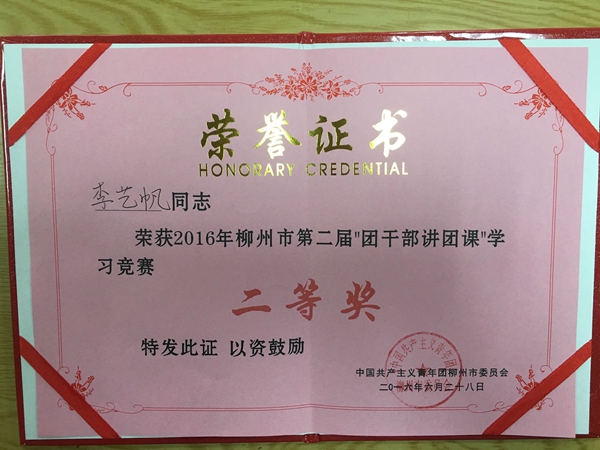 荣誉证书
HONORARY CREDENTIAL
李艺帆同志
荣获2016年柳州市第二届"团干部讲团课"学
习竞赛
二等奖
特发此证 以资鼓励
中国共产主义青年团柳州市委员会
二〇一六年六月二十八日